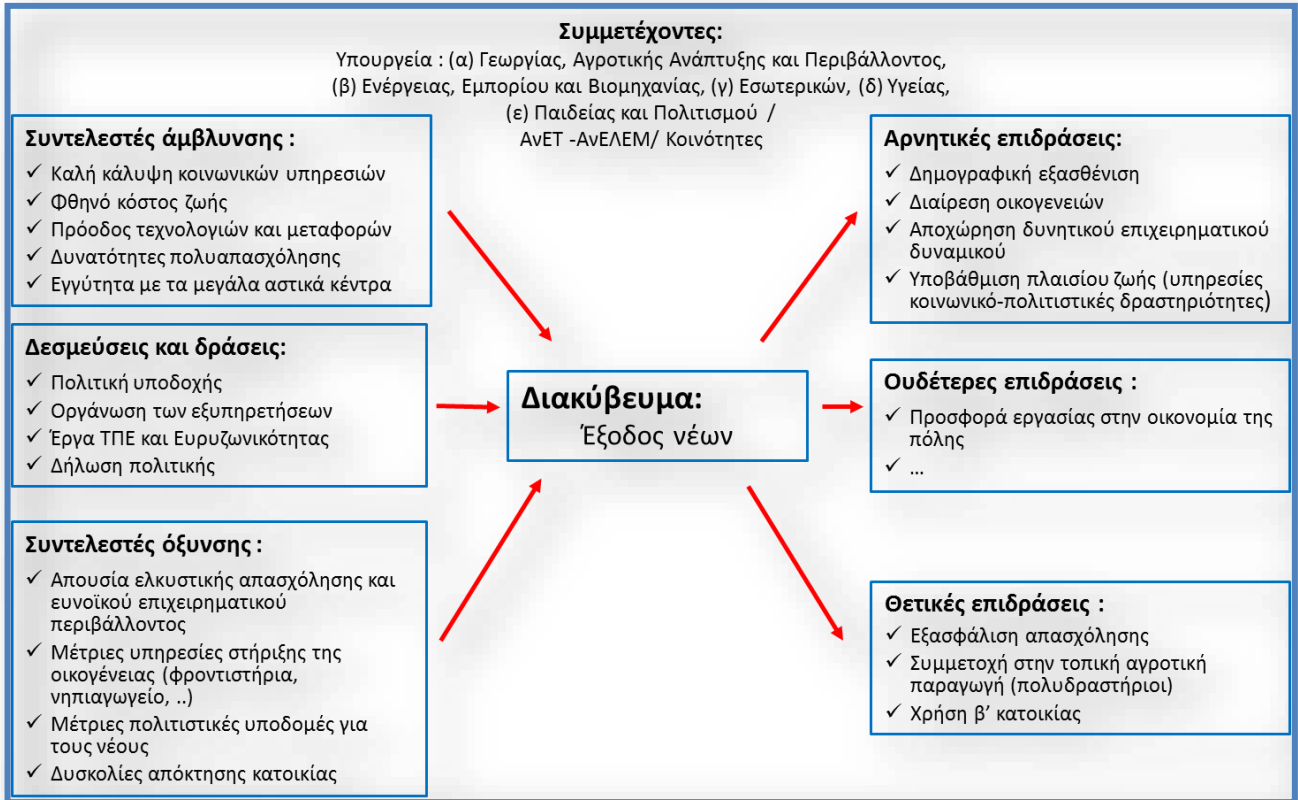 Συμμετέχοντες:
Υπουργεία : (α) Γεωργίας, Αγροτικής Ανάπτυξης και Περιβάλλοντος,
(β) Ενέργειας, Εμπορίου και Βιομηχανίας, (γ) Εσωτερικών, (δ) Υγείας,
(ε) Παιδείας και Πολιτισμού /
ΑνΕΤ -ΑνΕΛΕΜ/ Κοινότητες
Συντελεστές άμβλυνσης :
✓ Καλή κάλυψη κοινωνικών υπηρεσιών
✓ Φθηνό κόστος ζωής
✓ Πρόοδος τεχνολογιών και μεταφορών
✓ Δυνατότητες πολυαπασχόλησης
✓ Εγγύτητα με τα μεγάλα αστικά κέντρα
Δεσμεύσεις και δράσεις:
✓ Πολιτική υποδοχής
✓ Οργάνωση των εξυπηρετήσεων
✓ Έργα ΤΠΕ και Ευρυζωνικότητας
✓ Δήλωση πολιτικής
Συντελεστές όξυνσης :
✓ Απουσία ελκυστικής απασχόλησης και
ευνοϊκού επιχειρηματικού
περιβάλλοντος
✓ Μέτριες υπηρεσίες στήριξης της
οικογένειας (φροντιστήρια,
νηπιαγωγείο, ..)
✓ Μέτριες πολιτιστικές υποδομές για
τους νέους
✓ Δυσκολίες απόκτησης κατοικίας
Διακύβευμα:
Έξοδος νέων
Αρνητικές επιδράσεις:
✓ Δημογραφική εξασθένιση
✓ Διαίρεση οικογενειών
✓ Αποχώρηση δυνητικού επιχειρηματικού
δυναμικού
✓ Υποβάθμιση πλαισίου ζωής (υπηρεσίες
κοινωνικό-πολιτιστικές δραστηριότητες)
Ουδέτερες επιδράσεις :
✓ Προσφορά εργασίας στην οικονομία της
πόλης
✓ ...
Θετικές επιδράσεις :
✓ Εξασφάλιση απασχόλησης
✓ Συμμετοχή στην τοπική αγροτική
παραγωγή (πολυδραστήριοι)
✓ Χρήση β’ κατοικίας